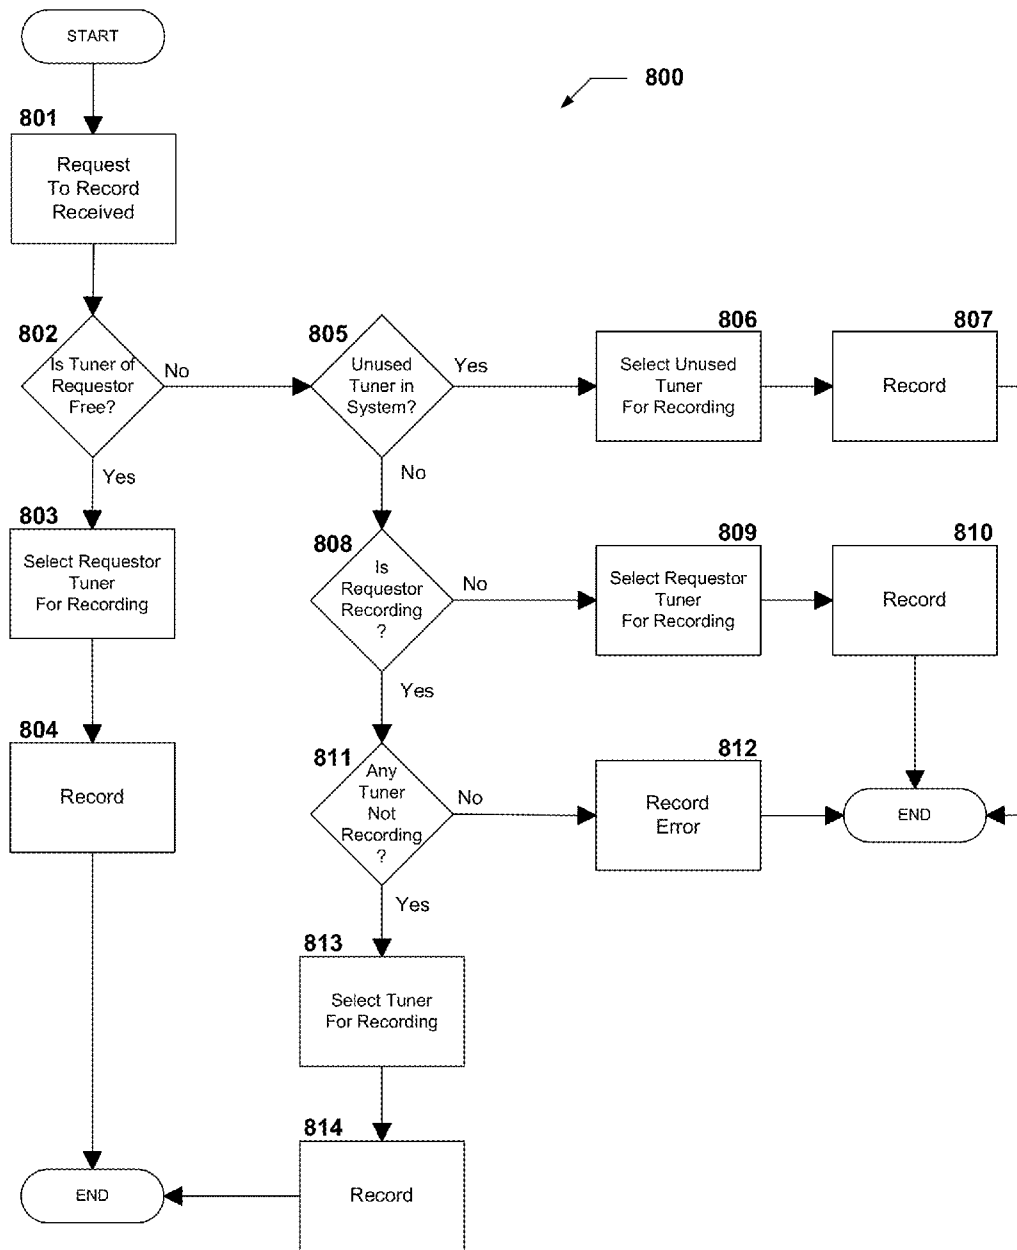 START
800
801
Request
To Record
Received
802
Is Tuner of
Requestor
Free?
No
Yes
805
Unused
Tuner in
System?
Yes
No
806
Select Unused
Tuner
For Recording
807
Record
803
Select Requestor
Tuner
For Recording
808
Is
Requestor
Recording
?
No
Yes
809
Select Requestor
Tuner
For Recording
810
Record
804
Record
811
Any
Tuner
Not
Recording
?
No
Yes
812
Record
Error
END
813
Select Tuner
For Recording
814
Record
END